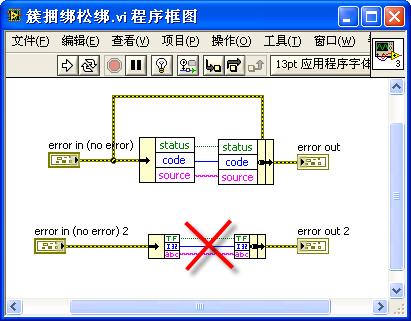 簇捆绑松绑.vi 程序框图
文件(F) 编辑(E) 查看(V) 项目(P) 操作(O) 工具(T) 窗口(W)
13pt 应用程序字体
3
error in (no error)
status
status
error out
code
code
source
source
error in (no error) 2
TF
TF
error out 2
abc
abc